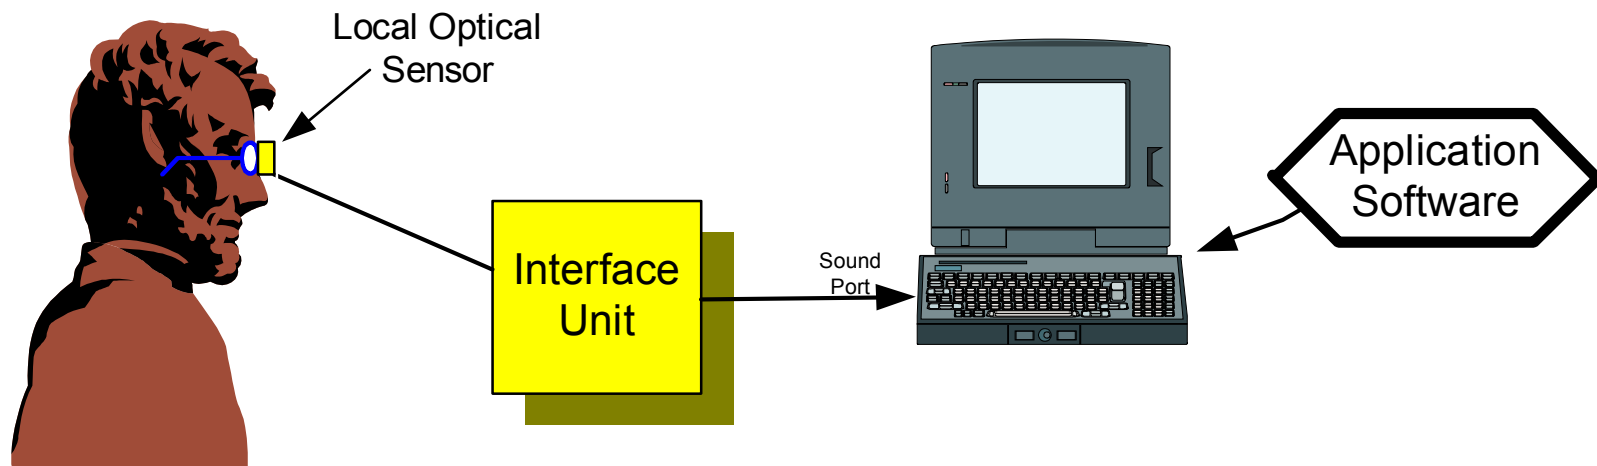 Local Optical
Sensor
Interface
Unit
Sound
Port
Application
Software